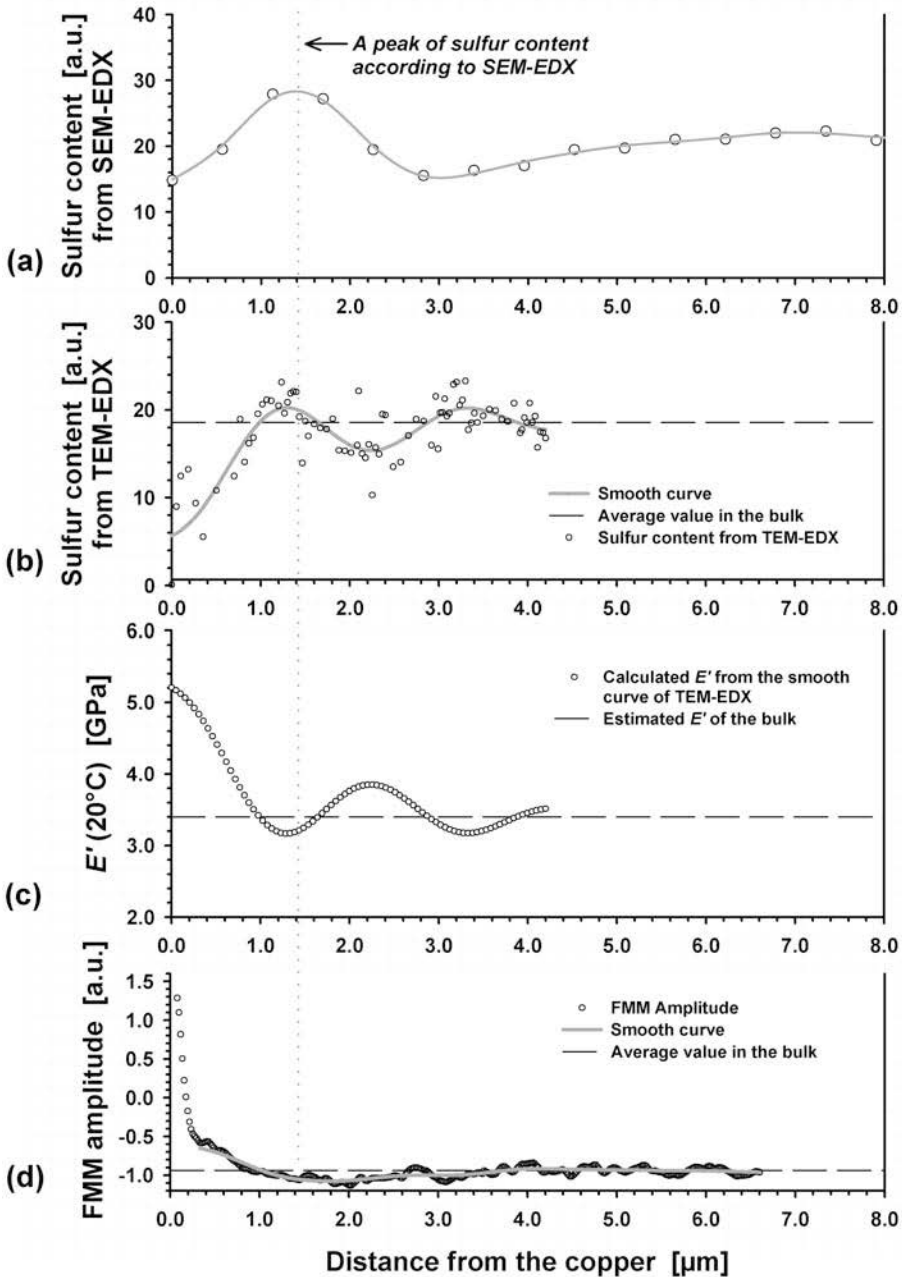 40
30
20
10
0
Sulfur content [a.u.]
from SEM-EDX
(a)
A peak of sulfur content
according to SEM-EDX
0.0 1.0 2.0 3.0 4.0 5.0 6.0 7.0 8.0
30
20
10
0
Sulfur content [a.u.]
from TEM-EDX
(b)
Smooth curve
Average value in the bulk
Sulfur content from TEM-EDX
0.0 1.0 2.0 3.0 4.0 5.0 6.0 7.0 8.0
6.0
5.0
4.0
3.0
2.0
E' (20°C) [GPa]
(c)
Calculated E' from the smooth
curve of TEM-EDX
Estimated E' of the bulk
0.0 1.0 2.0 3.0 4.0 5.0 6.0 7.0 8.0
1.5
1.0
0.5
0.0
-0.5
-1.0
FMM amplitude [a.u.]
(d)
FMM Amplitude
Smooth curve
Average value in the bulk
0.0 1.0 2.0 3.0 4.0 5.0 6.0 7.0 8.0
Distance from the copper [µm]